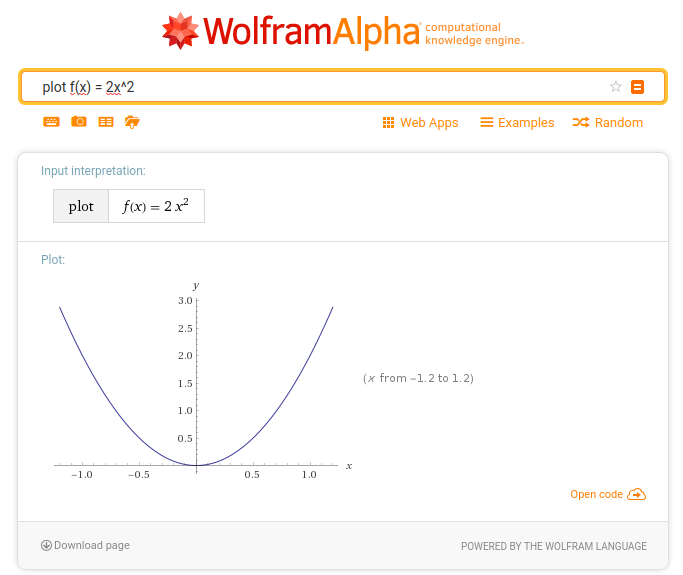 WolframAlpha computational
knowledge engine.
plot f(x) = 2x^2
Web Apps Examples Random
Input interpretation:
plot f(x) = 2 x²
Plot:
y
3.0
2.5
2.0
1.5
(x from −1.2 to 1.2)
1.0
0.5
x
−1.0 −0.5 0.5 1.0
Open code
Download page POWERED BY THE WOLFRAM LANGUAGE